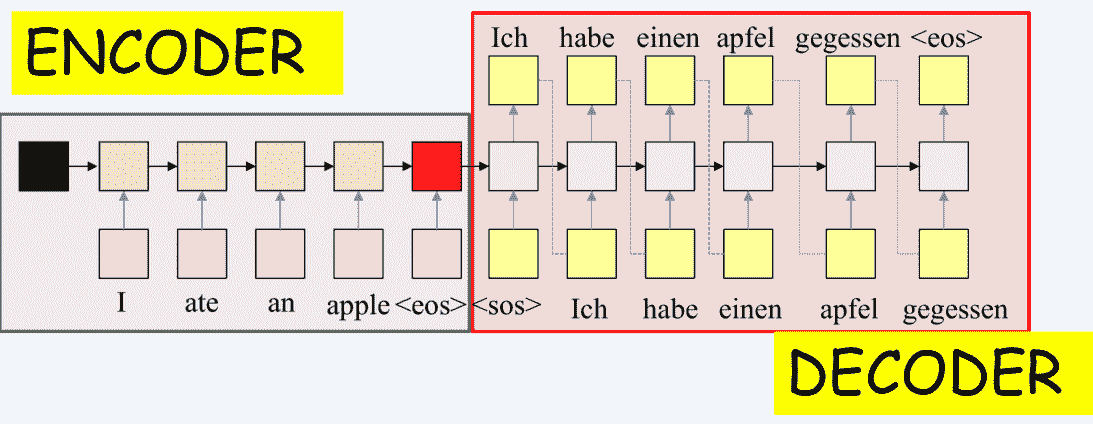 ENCODER
Ich habe einen apfel gegessen <eos>
I ate an apple <eos>
<sos> Ich habe einen apfel gegessen
DECODER